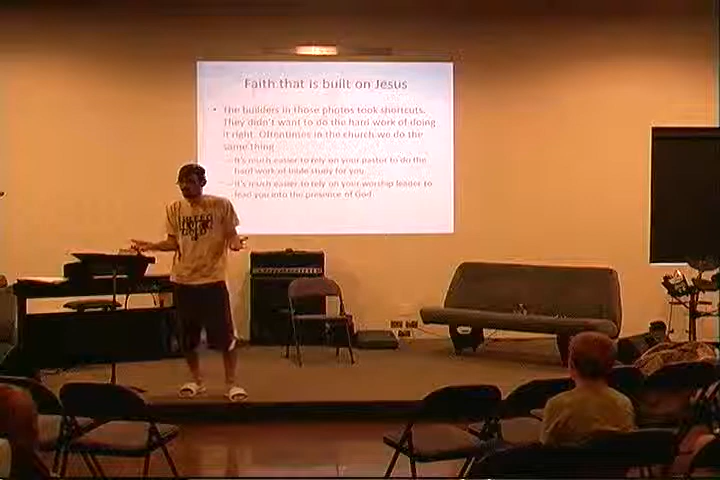 Faith that is built on Jesus
• The builders in those photos took shortcuts.
They didn't want to do the hard work of doing
it right. Oftentimes in the church we do the
same thing
– It's much easier to rely on your pastor to do the
hard work of bible study for you
– It's much easier to rely on your worship leader to
lead you into the presence of God